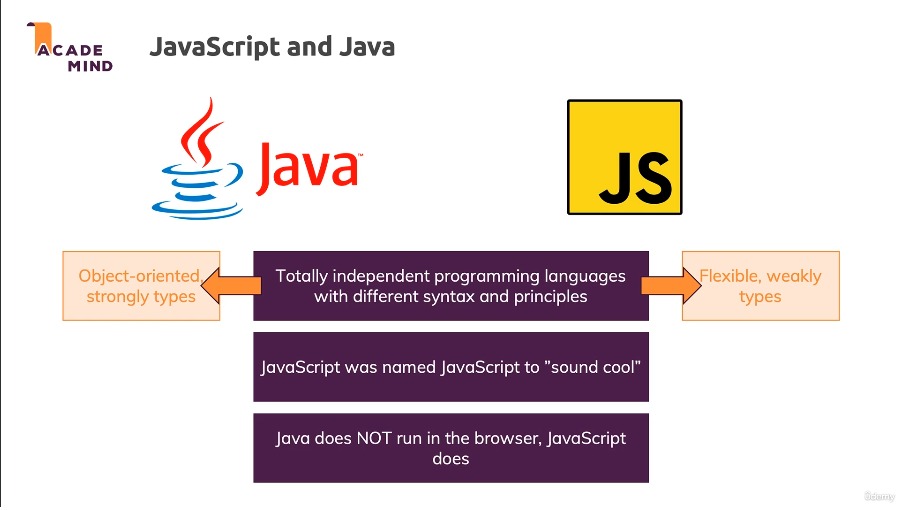 ACADE
MIND
JavaScript and Java
Java™
JS
Object-oriented,
strongly types
Totally independent programming languages
with different syntax and principles
Flexible, weakly
types
JavaScript was named JavaScript to "sound cool"
Java does NOT run in the browser, JavaScript
does
ûdemy